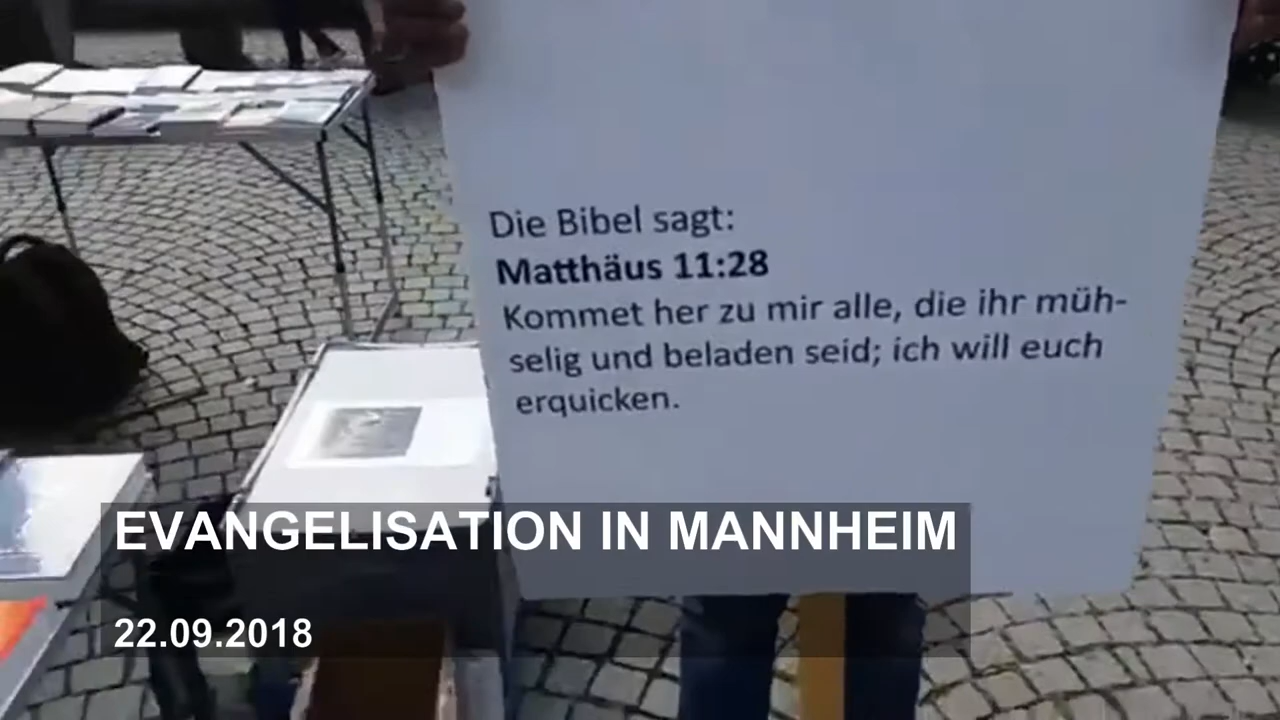 Die Bibel sagt:
Matthäus 11:28
Kommet her zu mir alle, die ihr müh-
selig und beladen seid; ich will euch
erquicken.
EVANGELISATION IN MANNHEIM
22.09.2018